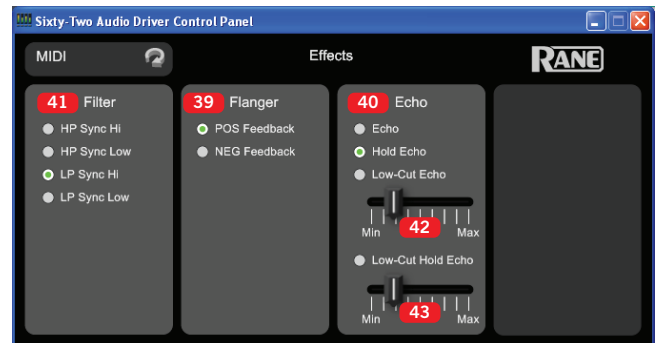 Sixty-Two Audio Driver Control Panel
MIDI
Effects
RANE
41 Filter
HP Sync Hi
HP Sync Low
LP Sync Hi
LP Sync Low
39 Flanger
POS Feedback
NEG Feedback
40 Echo
Echo
Hold Echo
Low-Cut Echo
Min 42 Max
Low-Cut Hold Echo
Min 43 Max